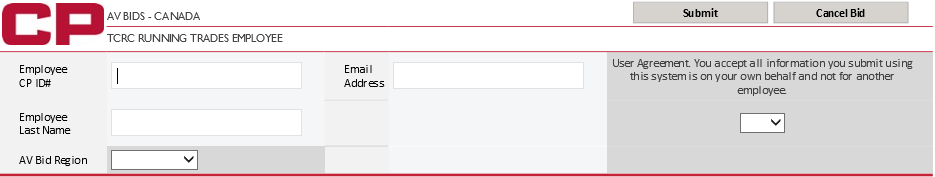 CP
AV BIDS - CANADA
Submit
Cancel Bid
TCRC RUNNING TRADES EMPLOYEE
Employee
CP ID#
Email
Address
User Agreement. You accept all information you submit using
this system is on your own behalf and not for another
employee.
Employee
Last Name
AV Bid Region